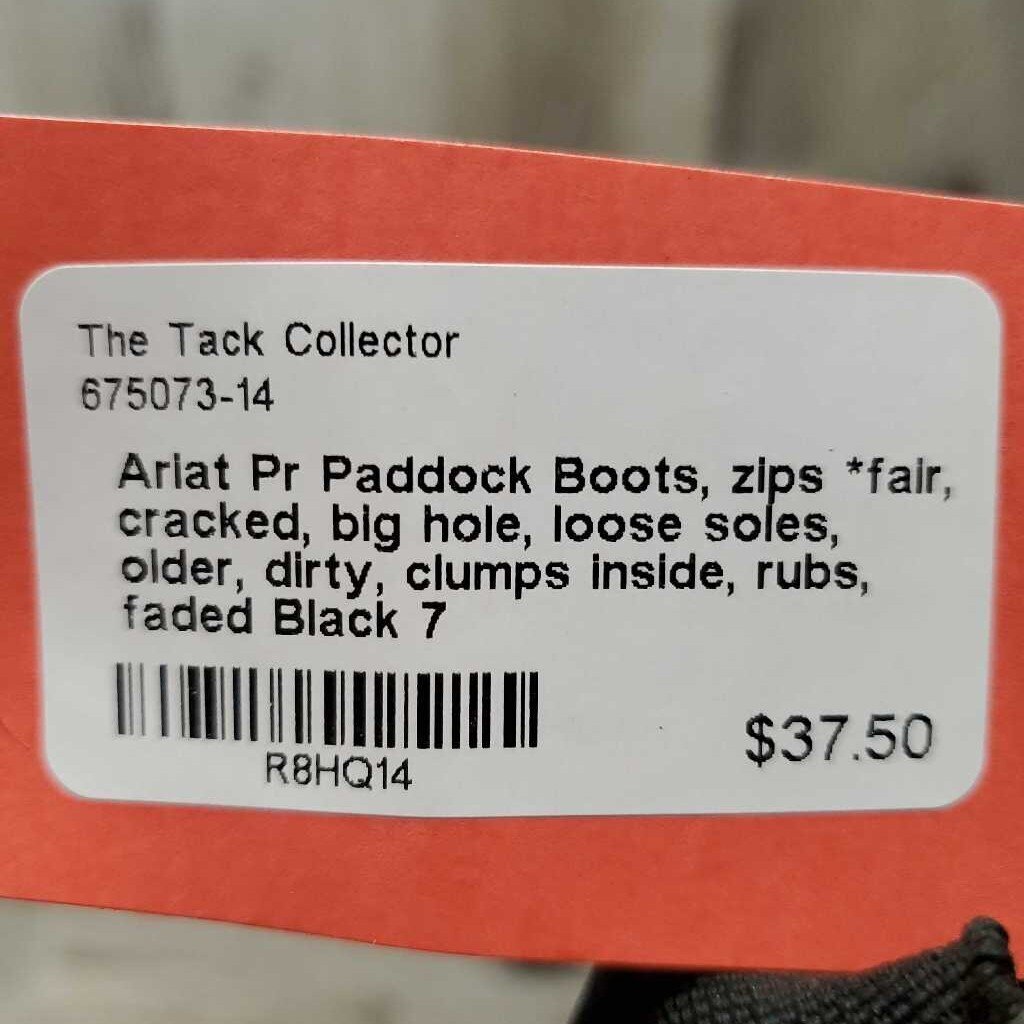 The Tack Collector
675073-14
Ariat Pr Paddock Boots, zips *fair,
cracked, big hole, loose soles,
older, dirty, clumps inside, rubs,
faded Black 7
R8HQ14
$37.50